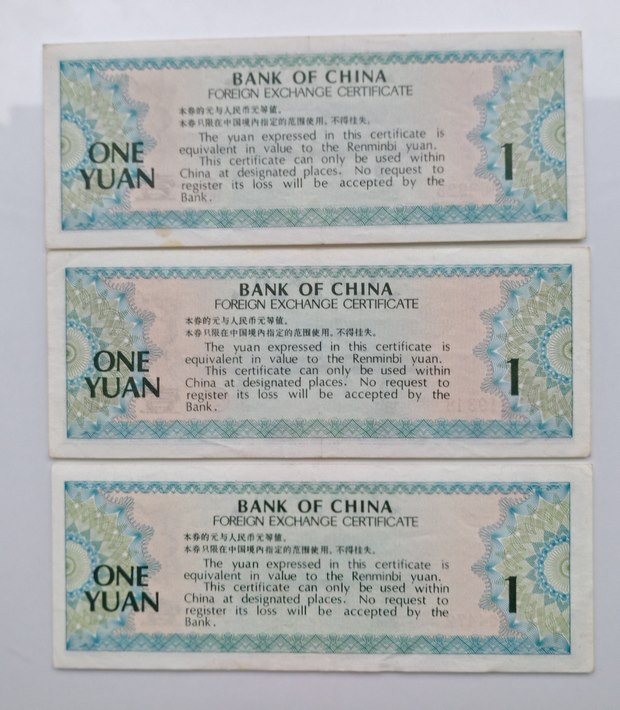 BANK OF CHINA
FOREIGN EXCHANGE CERTIFICATE
本券的元与人民币元等值。
本券只限在中国境内指定的范围使用,不得挂失。
The yuan expressed in this certificate is
equivalent in value to the Renminbi yuan.
This certificate can only be used within
China at designated places. No request to
register its loss will be accepted by the
Bank.
ONE
YUAN
1
BANK OF CHINA
FOREIGN EXCHANGE CERTIFICATE
本券的元与人民币元等值。
本券只限在中国境内指定的范围使用,不得挂失。
The yuan expressed in this certificate is
equivalent in value to the Renminbi yuan.
This certificate can only be used within
China at designated places. No request to
register its loss will be accepted by the
Bank.
ONE
YUAN
1
BANK OF CHINA
FOREIGN EXCHANGE CERTIFICATE
本券的元与人民币元等值。
本券只限在中国境内指定的范围使用,不得挂失。
The yuan expressed in this certificate is
equivalent in value to the Renminbi yuan.
This certificate can only be used within
China at designated places. No request to
register its loss will be accepted by the
Bank.
ONE
YUAN
1